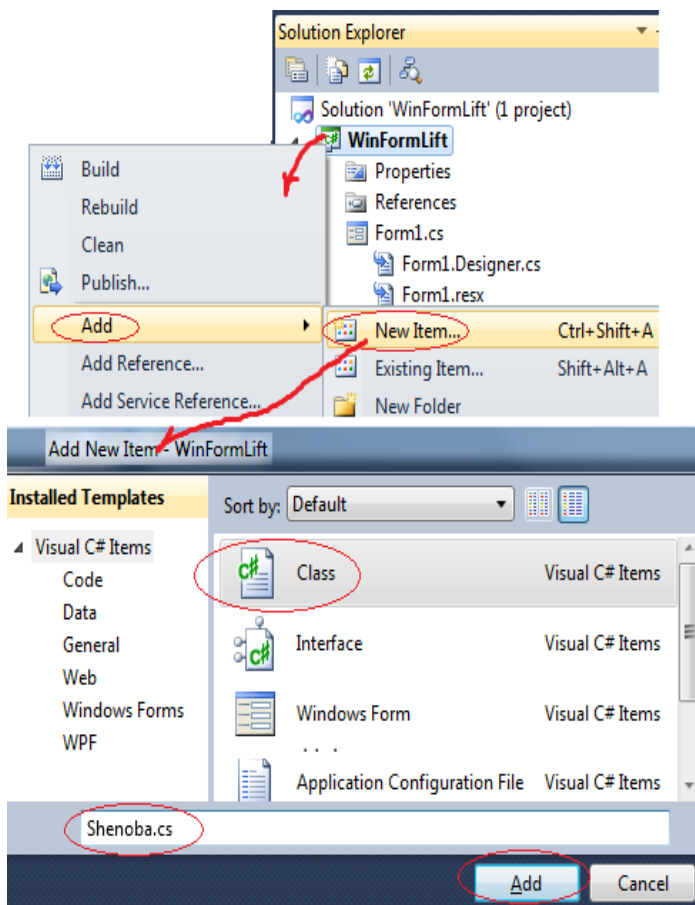 Solution Explorer
Solution 'WinFormLift' (1 project)
WinFormLift
Properties
References
Form1.cs
Form1.Designer.cs
Form1.resx
Build
Rebuild
Clean
Publish...
Add
Add Reference...
Add Service Reference...
New Item... Ctrl+Shift+A
Existing Item... Shift+Alt+A
New Folder
Add New Item - WinFormLift
Installed Templates
Sort by: Default
Visual C# Items
Code
Data
General
Web
Windows Forms
WPF
Class Visual C# Items
Interface Visual C# Items
Windows Form Visual C# Items
. . .
Application Configuration File Visual C# Items
Shenoba.cs
Add Cancel